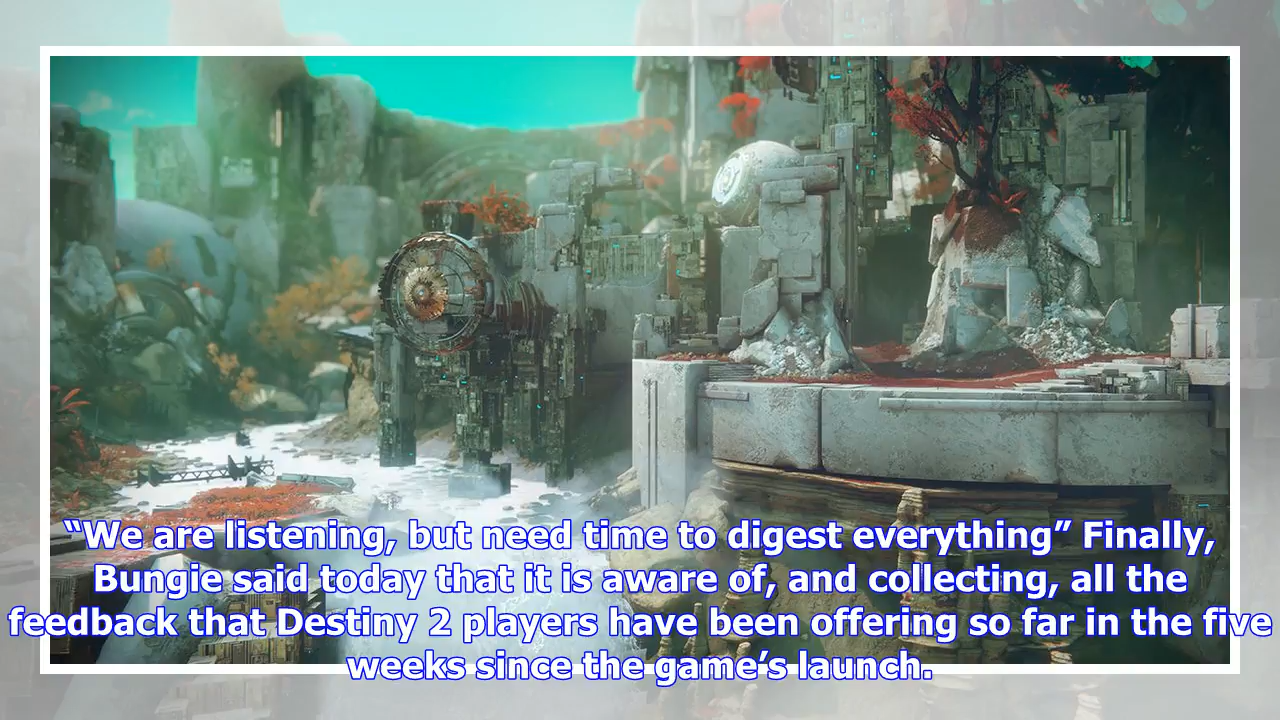 “We are listening, but need time to digest everything” Finally,
Bungie said today that it is aware of, and collecting, all the
feedback that Destiny 2 players have been offering so far in the five
weeks since the game’s launch.